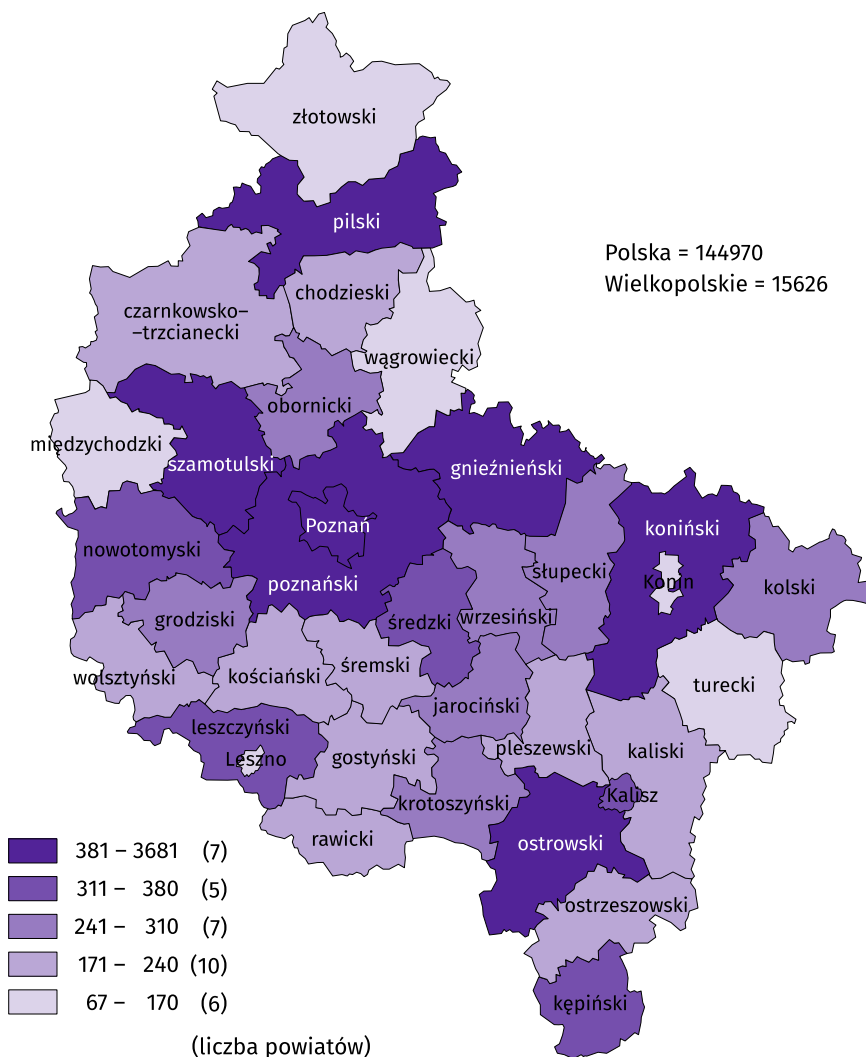 złotowski
pilski
Polska = 144970
Wielkopolskie = 15626
chodzieski
czarnkowsko–
–trzcianecki
wągrowiecki
obornicki
międzychodzki
szamotulski
gnieźnieński
Poznań
koniński
nowotomyski
słupecki
Konin
kolski
poznański
grodziski
średzki
wrzesiński
wolsztyński
kościański
śremski
turecki
jarociński
leszczyński
pleszewski
kaliski
Leszno
gostyński
Kalisz
krotoszyński
rawicki
ostrowski
ostrzeszowski
kępiński
381 – 3681 (7)
311 – 380 (5)
241 – 310 (7)
171 – 240 (10)
67 – 170 (6)
(liczba powiatów)